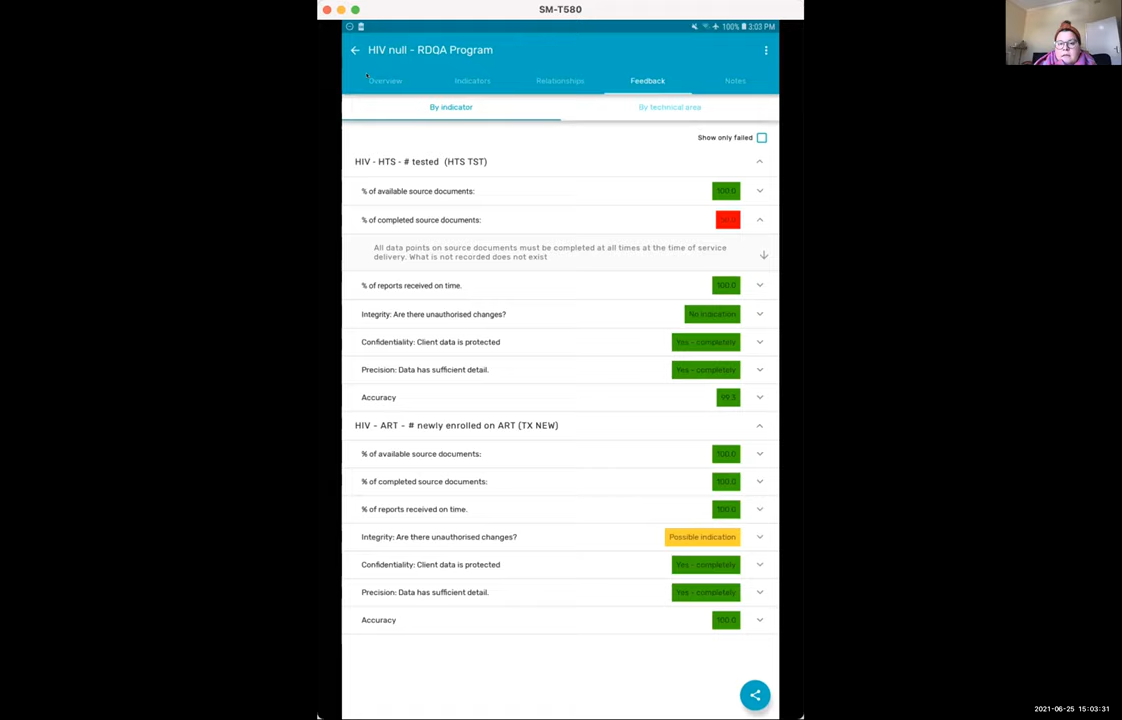 SM-T580
100% 3:03 PM
HIV null - RDQA Program
Overview Indicators Relationships Feedback Notes
By indicator By technical area
Show only failed
HIV - HTS - # tested (HTS TST)
% of available source documents: 100.0
% of completed source documents:
All data points on source documents must be completed at all times at the time of service
delivery. What is not recorded does not exist
% of reports received on time. 100.0
Integrity: Are there unauthorised changes? No indication
Confidentiality: Client data is protected Yes - completely
Precision: Data has sufficient detail. Yes - completely
Accuracy 99.5
HIV - ART - # newly enrolled on ART (TX NEW)
% of available source documents: 100.0
% of completed source documents: 100.0
% of reports received on time. 100.0
Integrity: Are there unauthorised changes? Possible indication
Confidentiality: Client data is protected Yes - completely
Precision: Data has sufficient detail. Yes - completely
Accuracy 100.0
2021-06-25 15:03:31